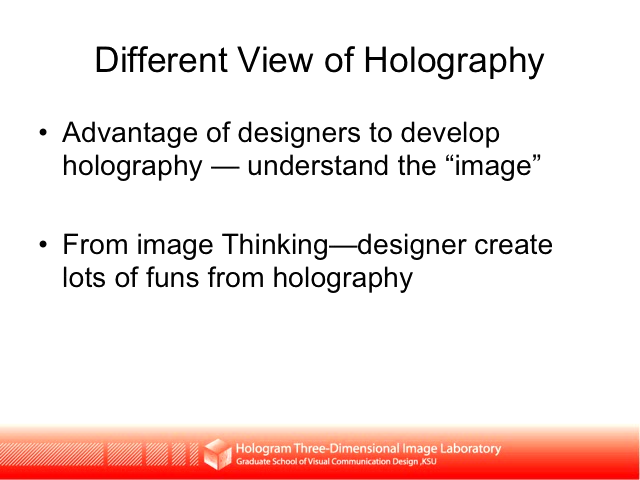 Different View of Holography
• Advantage of designers to develop
holography — understand the “image”
• From image Thinking—designer create
lots of funs from holography
Hologram Three-Dimensional Image Laboratory
Graduate School of Visual Communication Design ,KSU